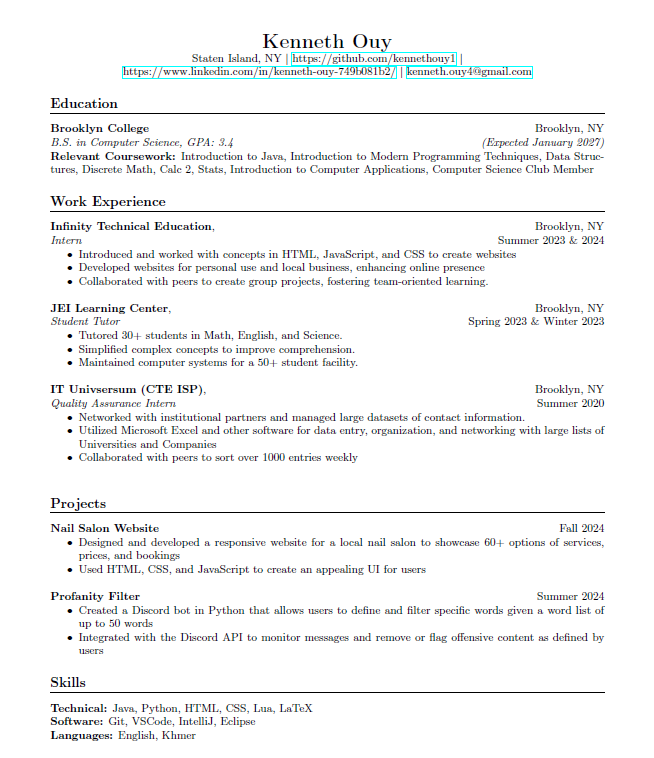 Kenneth Ouy
Staten Island, NY | https://github.com/kennethouy1 |
https://www.linkedin.com/in/kenneth-ouy-749b081b2/ | kenneth.ouy4@gmail.com
Education
Brooklyn College Brooklyn, NY
B.S. in Computer Science, GPA: 3.4 (Expected January 2027)
Relevant Coursework: Introduction to Java, Introduction to Modern Programming Techniques, Data Struc-
tures, Discrete Math, Calc 2, Stats, Introduction to Computer Applications, Computer Science Club Member
Work Experience
Infinity Technical Education, Brooklyn, NY
Intern Summer 2023 & 2024
• Introduced and worked with concepts in HTML, JavaScript, and CSS to create websites
• Developed websites for personal use and local business, enhancing online presence
• Collaborated with peers to create group projects, fostering team-oriented learning.
JEI Learning Center, Brooklyn, NY
Student Tutor Spring 2023 & Winter 2023
• Tutored 30+ students in Math, English, and Science.
• Simplified complex concepts to improve comprehension.
• Maintained computer systems for a 50+ student facility.
IT Univsersum (CTE ISP), Brooklyn, NY
Quality Assurance Intern Summer 2020
• Networked with institutional partners and managed large datasets of contact information.
• Utilized Microsoft Excel and other software for data entry, organization, and networking with large lists of
Universities and Companies
• Collaborated with peers to sort over 1000 entries weekly
Projects
Nail Salon Website Fall 2024
• Designed and developed a responsive website for a local nail salon to showcase 60+ options of services,
prices, and bookings
• Used HTML, CSS, and JavaScript to create an appealing UI for users
Profanity Filter Summer 2024
• Created a Discord bot in Python that allows users to define and filter specific words given a word list of
up to 50 words
• Integrated with the Discord API to monitor messages and remove or flag offensive content as defined by
users
Skills
Technical: Java, Python, HTML, CSS, Lua, LaTeX
Software: Git, VSCode, IntelliJ, Eclipse
Languages: English, Khmer